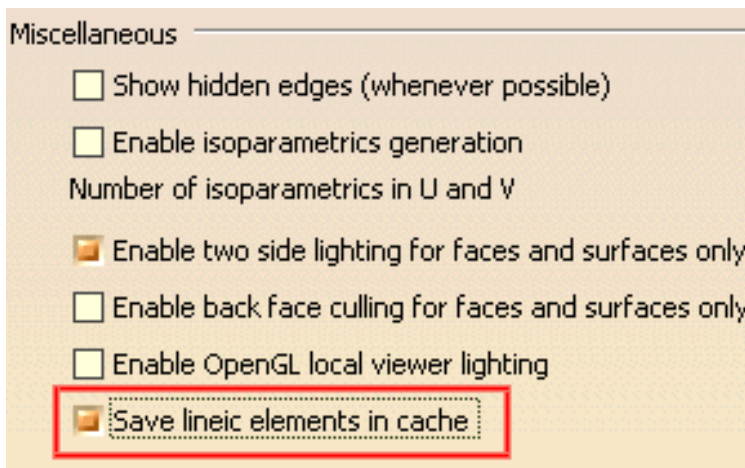 Miscellaneous
Show hidden edges (whenever possible)
Enable isoparametrics generation
Number of isoparametrics in U and V
Enable two side lighting for faces and surfaces only
Enable back face culling for faces and surfaces only
Enable OpenGL local viewer lighting
Save lineic elements in cache